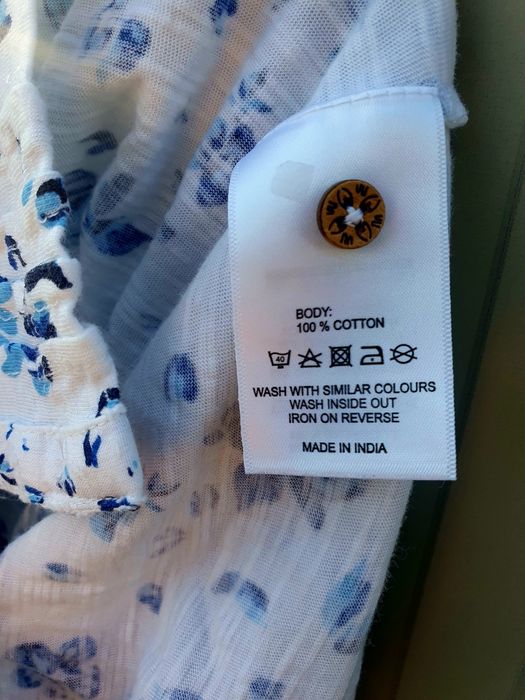 BODY:
100 % COTTON
40
WASH WITH SIMILAR COLOURS
WASH INSIDE OUT
IRON ON REVERSE
MADE IN INDIA